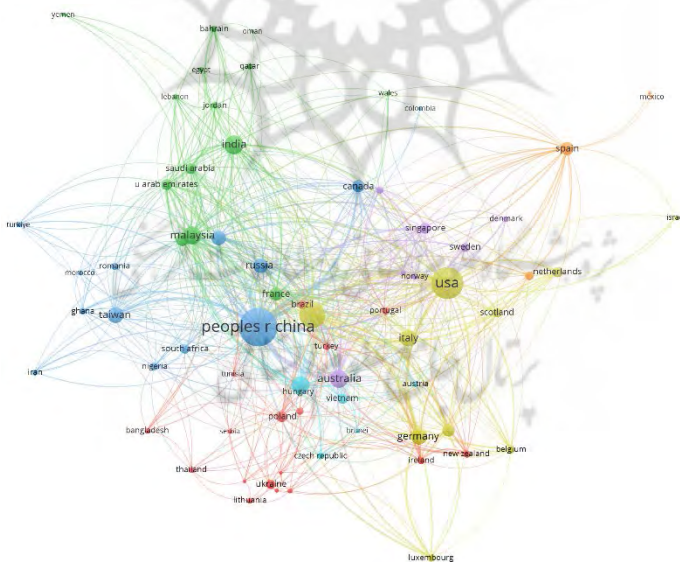 yemen
bahrain
oman
egypt
qatar
lebanon
jordan
wales
colombia
mexico
india
spain
saudi arabia
u arab emirates
canada
israel
turkiye
malaysia
singapore
denmark
sweden
russia
romania
morocco
norway
usa
netherlands
france
brazil
ghana
taiwan
portugal
scotland
peoples r china
italy
turkey
south africa
nigeria
iran
tunisia
australia
austria
hungary
vietnam
poland
bangladesh
serbia
brunei
germany
czech republic
ireland
new zealand
belgium
thailand
ukraine
lithuania
luxembourg